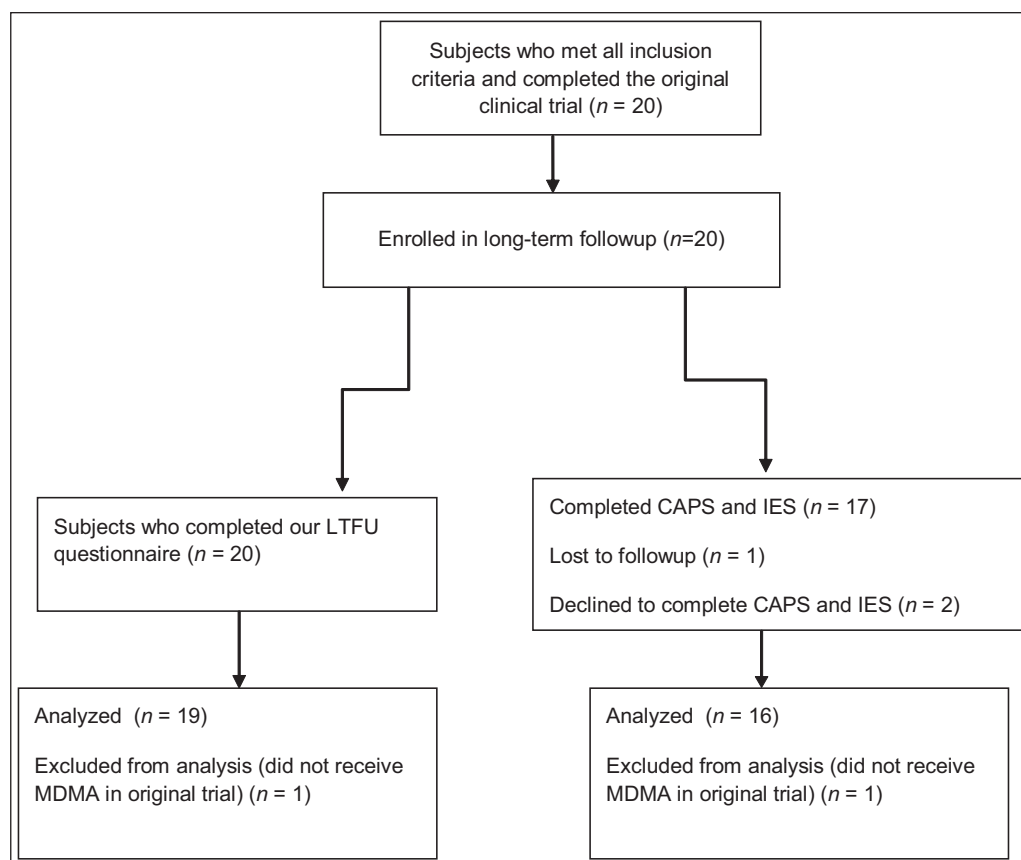 Subjects who met all inclusion
criteria and completed the original
clinical trial (n = 20)
Enrolled in long-term followup (n=20)
Subjects who completed our LTFU
questionnaire (n = 20)
Completed CAPS and IES (n = 17)
Lost to followup (n = 1)
Declined to complete CAPS and IES (n = 2)
Analyzed (n = 19)
Excluded from analysis (did not receive
MDMA in original trial) (n = 1)
Analyzed (n = 16)
Excluded from analysis (did not receive
MDMA in original trial) (n = 1)